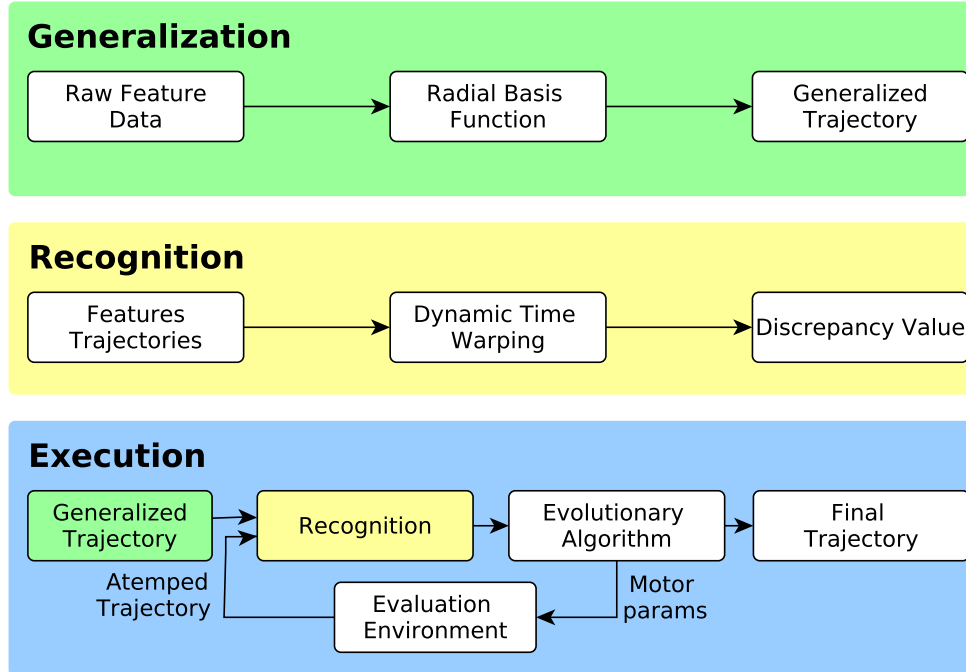 Generalization
Raw Feature
Data
Radial Basis
Function
Generalized
Trajectory
Recognition
Features
Trajectories
Dynamic Time
Warping
Discrepancy Value
Execution
Generalized
Trajectory
Recognition
Evolutionary
Algorithm
Final
Trajectory
Atemped
Trajectory
Evaluation
Environment
Motor
params